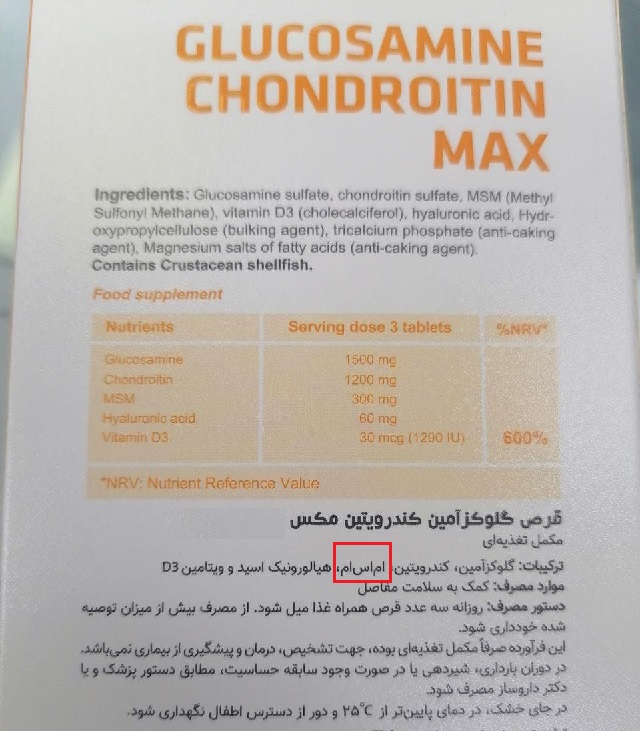 GLUCOSAMINE
CHONDROITIN
MAX
Ingredients: Glucosamine sulfate, chondroitin sulfate, MSM (Methyl
Sulfonyl Methane), vitamin D3 (cholecalciferol), hyaluronic acid, Hydr-
oxypropylcellulose (bulking agent), tricalcium phosphate (anti-caking
agent), Magnesium salts of fatty acids (anti-caking agent).
Contains Crustacean shellfish.
Food supplement
Nutrients Serving dose 3 tablets %NRV*
Glucosamine 1500 mg
Chondroitin 1200 mg
MSM 300 mg
Hyaluronic acid 60 mg
Vitamin D3 30 mcg (1200 IU) 600%
*NRV: Nutrient Reference Value
قرص گلوکزآمین کندرویتین مکس
مکمل تغذیه‌ای
ترکیبات: گلوکزآمین، کندرویتین، ام‌اس‌ام، هیالورونیک اسید و ویتامین D3
موارد مصرف: کمک به سلامت مفاصل
دستور مصرف: روزانه سه عدد قرص همراه غذا میل شود. از مصرف بیش از میزان توصیه
شده خودداری شود.
این فرآورده صرفاً مکمل تغذیه‌ای بوده، جهت تشخیص، درمان و پیشگیری از بیماری نمی‌باشد.
در دوران بارداری، شیردهی یا در صورت وجود سابقه حساسیت، مطابق دستور پزشک و یا
دکتر داروساز مصرف شود.
در جای خشک، در دمای پایین‌تر از ۲۵°C و دور از دسترس اطفال نگهداری شود.